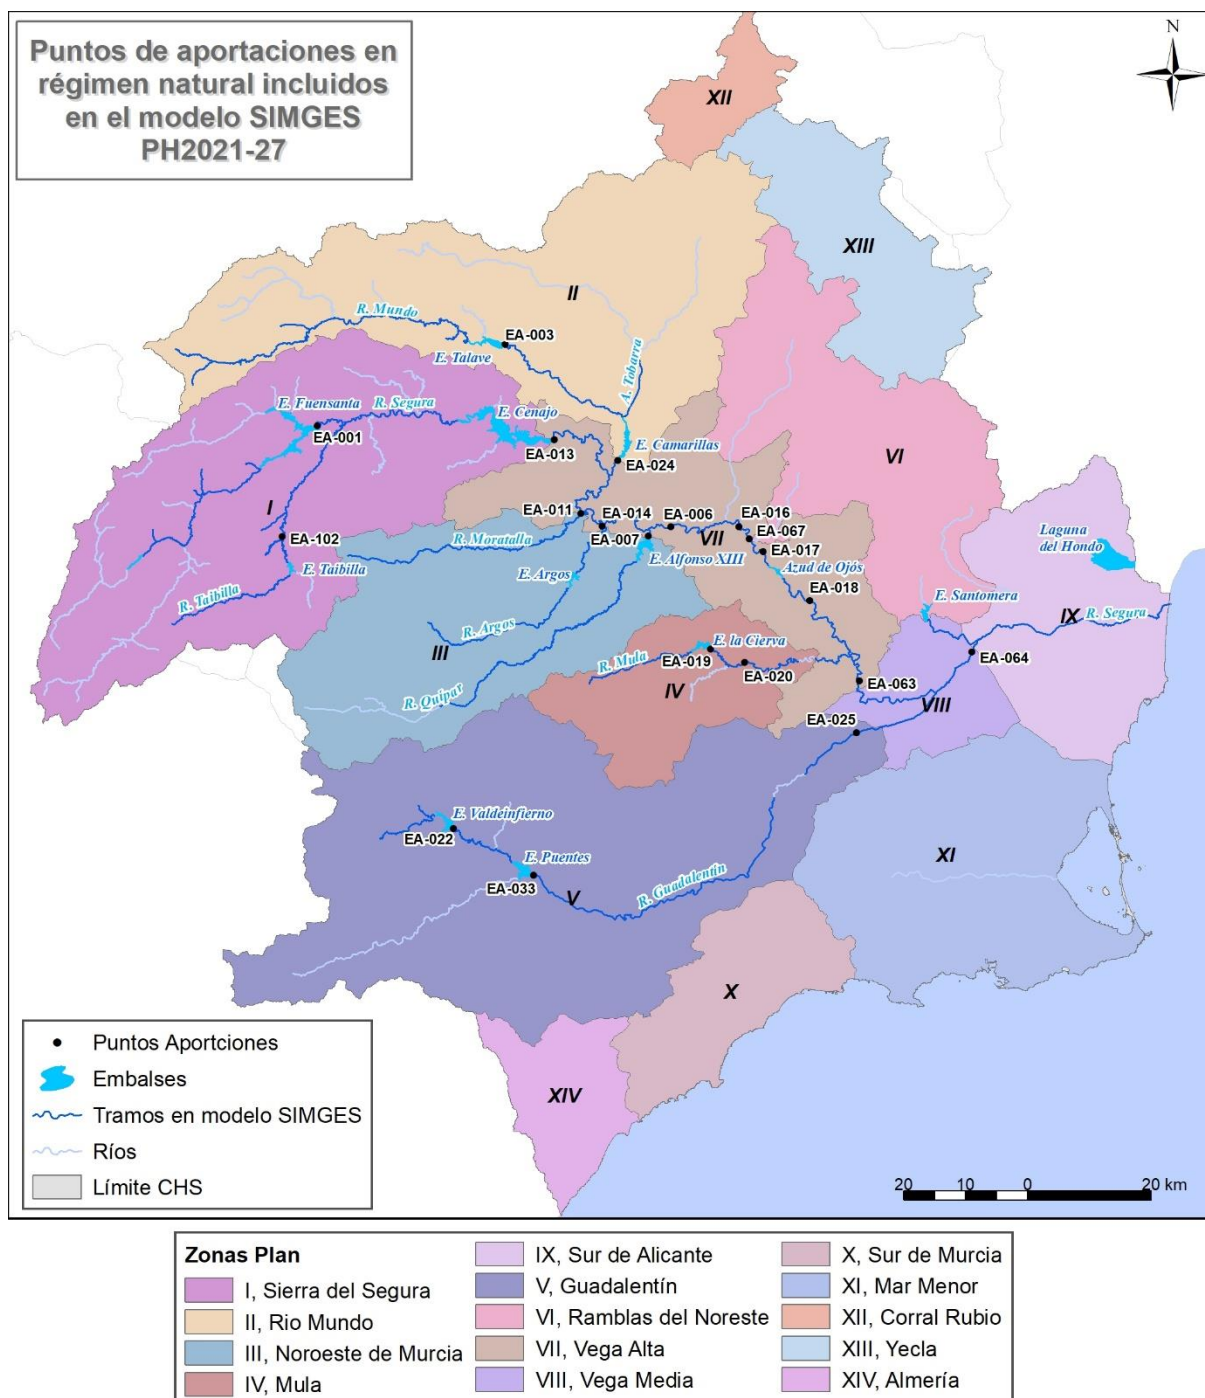 Puntos de aportaciones en
régimen natural incluidos
en el modelo SIMGES
PH2021-27
N
XII
XIII
II
R. Mundo
EA-003
E. Talave
A. Tobarra
E. Fuensanta
R. Segura
E. Cenajo
EA-001
EA-013
E. Camarillas
EA-024
VI
I
EA-011
EA-014
EA-006
EA-016
VII
EA-067
EA-102
R. Moratalla
EA-007
EA-017
Laguna
del Hondo
E. Taibilla
E. Argos
E. Alfonso XIII
Azud de Ojós
R. Taibilla
EA-018
E. Santomera
IX
R. Segura
R. Argos
III
E. la Cierva
R. Mula
EA-019
EA-020
EA-064
R. Quipar
IV
EA-063
VIII
EA-025
E. Valdeinfierno
EA-022
E. Puentes
XI
EA-033
V
R. Guadalentín
X
XIV
Puntos Aportciones
Embalses
Tramos en modelo SIMGES
Ríos
Límite CHS
20 10 0 20 km
Zonas Plan
I, Sierra del Segura
II, Rio Mundo
III, Noroeste de Murcia
IV, Mula
IX, Sur de Alicante
V, Guadalentín
VI, Ramblas del Noreste
VII, Vega Alta
VIII, Vega Media
X, Sur de Murcia
XI, Mar Menor
XII, Corral Rubio
XIII, Yecla
XIV, Almería